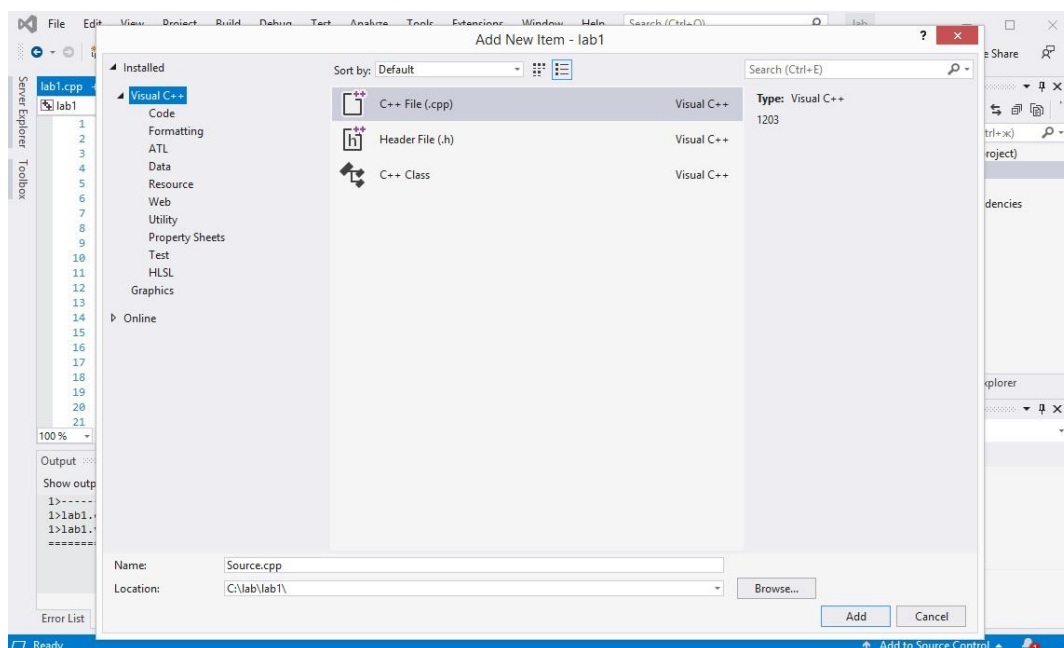 File Edit View Project Build Debug Test Analyze Tools Extensions Window Help Search (Ctrl+Q) lab
Add New Item - lab1
? ×
e Share
Server Explorer
Toolbox
lab1.cpp
lab1
1
2
3
4
5
6
7
8
9
10
11
12
13
14
15
16
17
18
19
20
21
100 %
Output
Show outp
1>-----
1>lab1.
1>lab1.
=======
Error List
Ready
Installed
Visual C++
Code
Formatting
ATL
Data
Resource
Web
Utility
Property Sheets
Test
HLSL
Graphics
Online
Sort by: Default
C++ File (.cpp) Visual C++
Header File (.h) Visual C++
C++ Class Visual C++
Search (Ctrl+E)
Type: Visual C++
1203
Name: Source.cpp
Location: C:\lab\lab1\
Browse...
Add Cancel
trl+ж)
roject)
dencies
xplorer
Add to Source Control